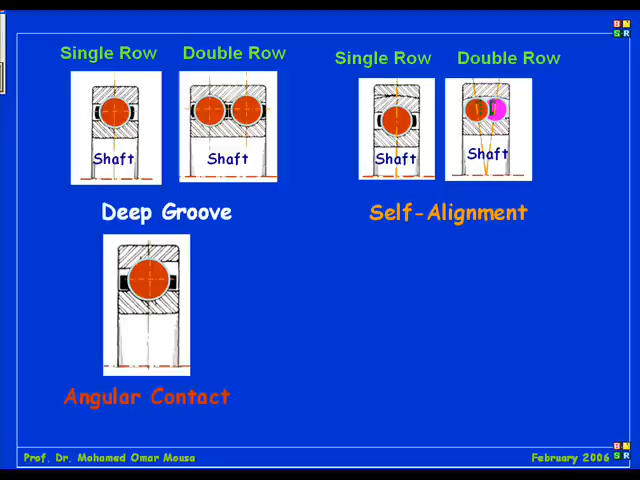 B N
S R
Single Row Double Row
Single Row Double Row
Shaft
Shaft
Shaft
Shaft
Deep Groove
Self-Alignment
Angular Contact
B N
Prof. Dr. Mohamed Omar Mousa
February 2006
S R